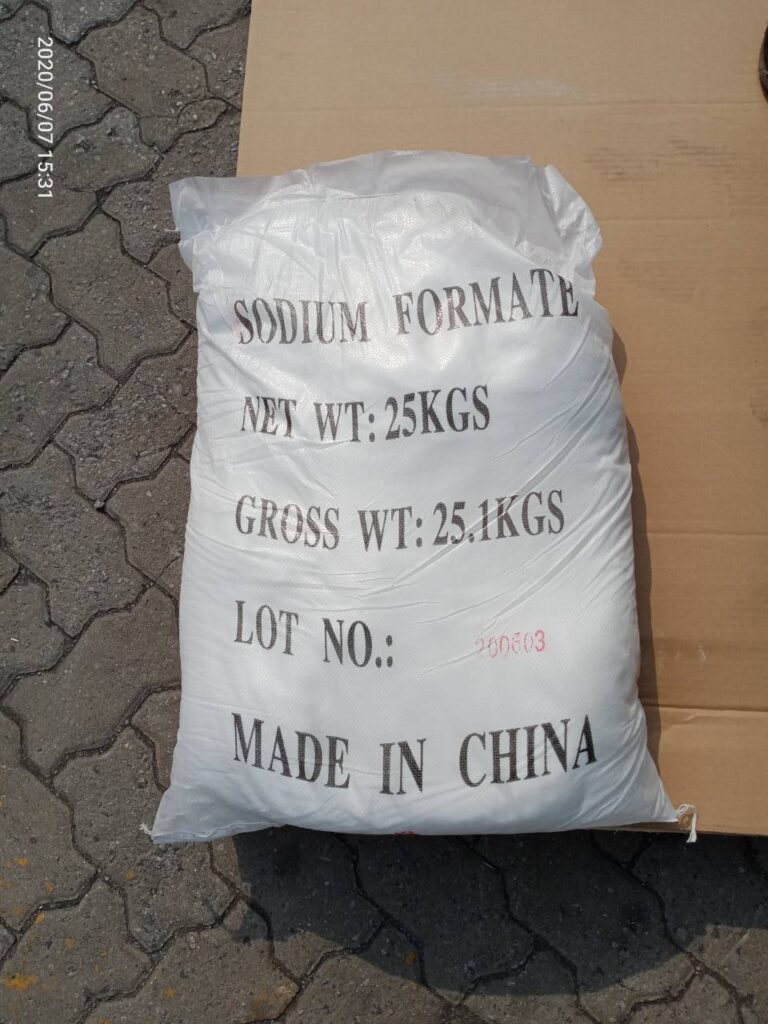 2020/06/07 15:31
SODIUM FORMATE
NET WT: 25KGS
GROSS WT: 25.1KGS
LOT NO.: 200603
MADE IN CHINA